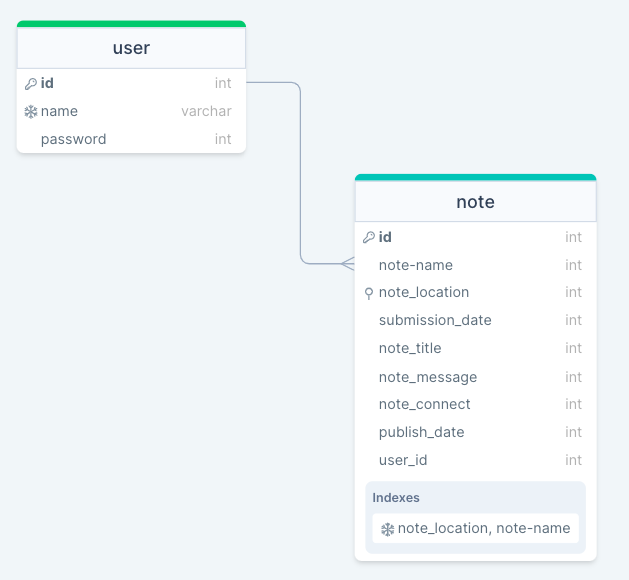 user
id int
name varchar
password int
note
id int
note-name int
note_location int
submission_date int
note_title int
note_message int
note_connect int
publish_date int
user_id int
Indexes
note_location, note-name